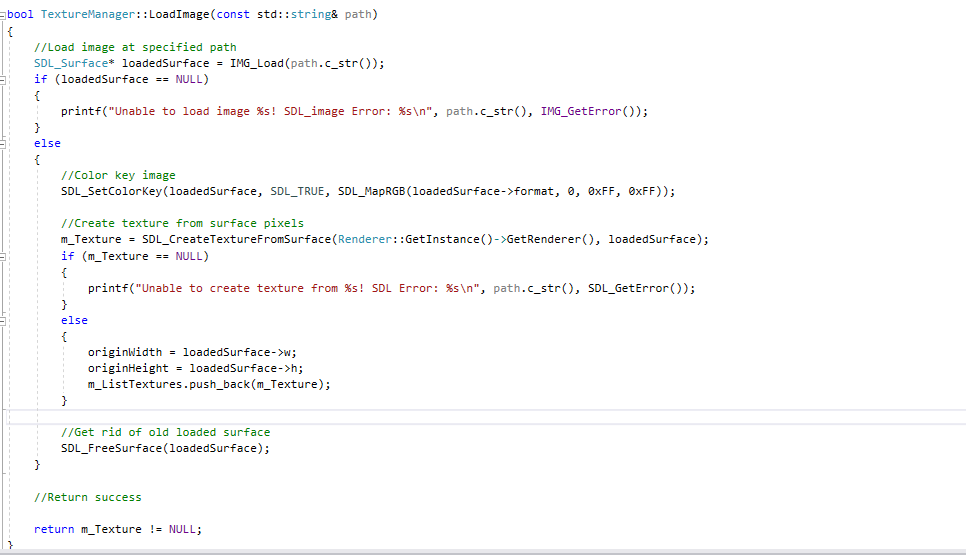 bool TextureManager::LoadImage(const std::string& path)
{
//Load image at specified path
SDL_Surface* loadedSurface = IMG_Load(path.c_str());
if (loadedSurface == NULL)
{
printf("Unable to load image %s! SDL_image Error: %s\n", path.c_str(), IMG_GetError());
}
else
{
//Color key image
SDL_SetColorKey(loadedSurface, SDL_TRUE, SDL_MapRGB(loadedSurface->format, 0, 0xFF, 0xFF));
//Create texture from surface pixels
m_Texture = SDL_CreateTextureFromSurface(Renderer::GetInstance()->GetRenderer(), loadedSurface);
if (m_Texture == NULL)
{
printf("Unable to create texture from %s! SDL Error: %s\n", path.c_str(), SDL_GetError());
}
else
{
originWidth = loadedSurface->w;
originHeight = loadedSurface->h;
m_ListTextures.push_back(m_Texture);
}
//Get rid of old loaded surface
SDL_FreeSurface(loadedSurface);
}
//Return success
return m_Texture != NULL;
}